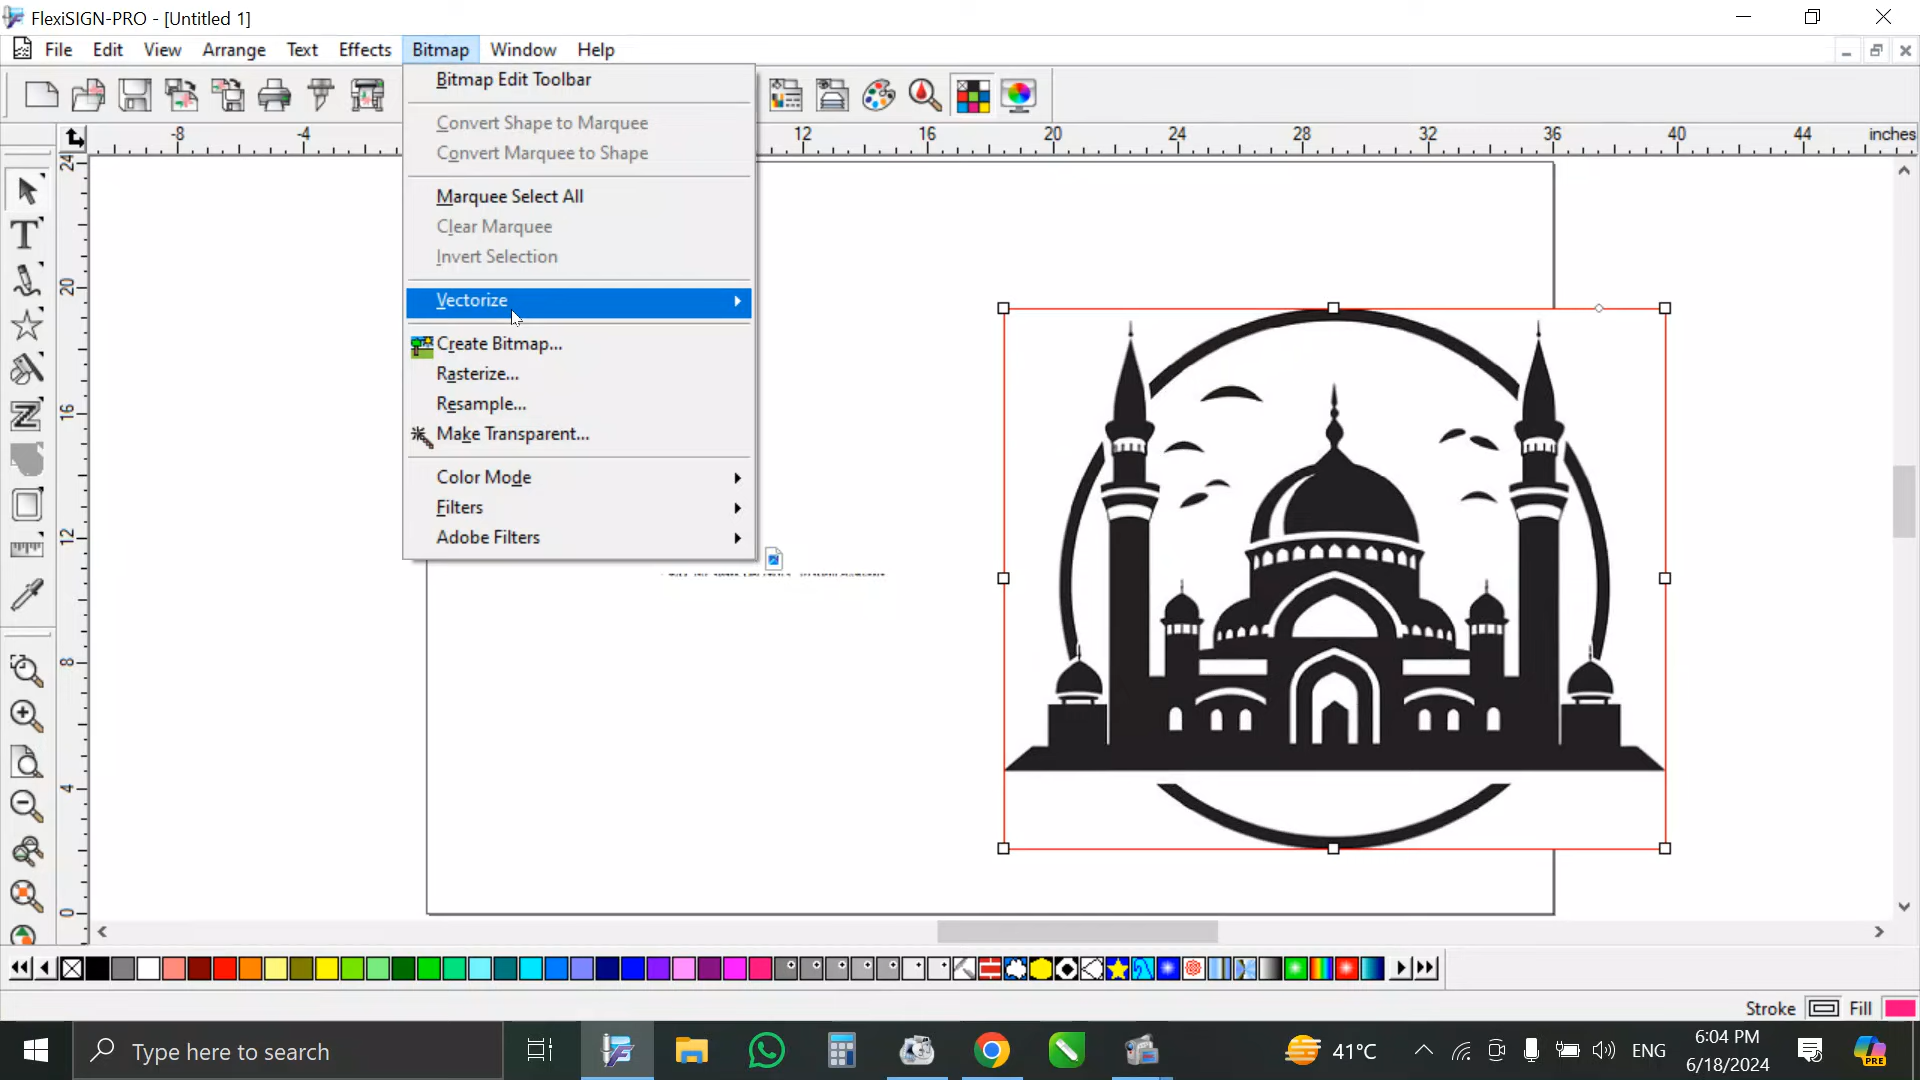 FlexiSIGN-PRO - [Untitled 1]
File Edit View Arrange Text Effects Bitmap Window Help
Bitmap Edit Toolbar
Convert Shape to Marquee
Convert Marquee to Shape
Marquee Select All
Clear Marquee
Invert Selection
Vectorize
Create Bitmap...
Rasterize...
Resample...
Make Transparent...
Color Mode
Filters
Adobe Filters
-8 -4 12 16 20 24 28 32 36 40 44 inches
24
20
16
12
8
4
0
Stroke Fill
Type here to search
41°C
ENG
6:04 PM
6/18/2024
PRE